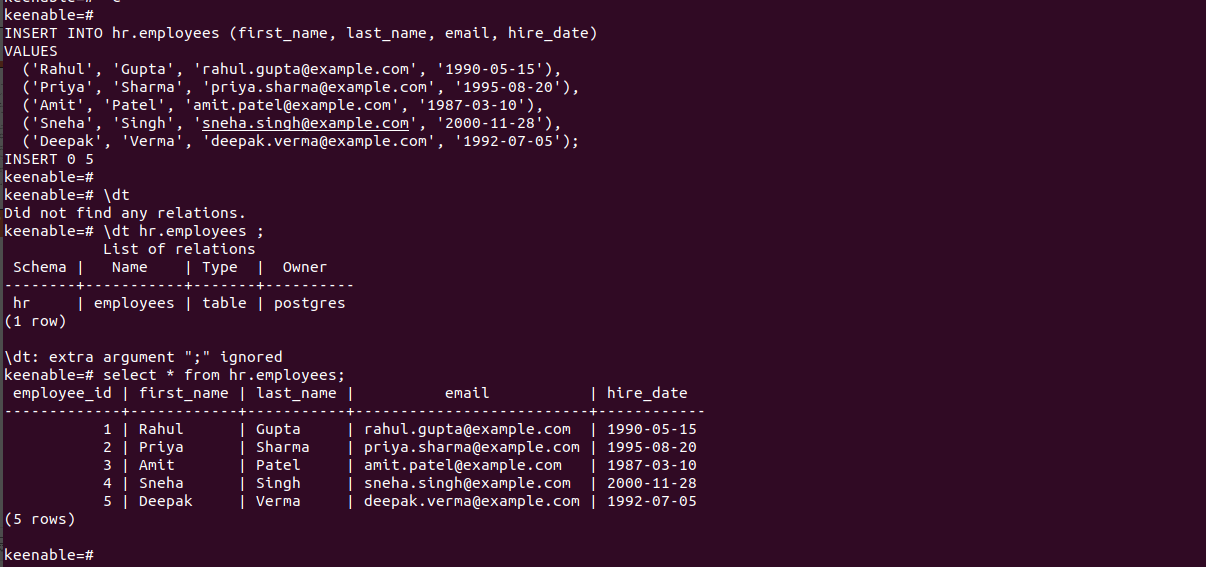 keenable=#
INSERT INTO hr.employees (first_name, last_name, email, hire_date)
VALUES
  ('Rahul', 'Gupta', 'rahul.gupta@example.com', '1990-05-15'),
  ('Priya', 'Sharma', 'priya.sharma@example.com', '1995-08-20'),
  ('Amit', 'Patel', 'amit.patel@example.com', '1987-03-10'),
  ('Sneha', 'Singh', 'sneha.singh@example.com', '2000-11-28'),
  ('Deepak', 'Verma', 'deepak.verma@example.com', '1992-07-05');
INSERT 0 5
keenable=#
keenable=# \dt
Did not find any relations.
keenable=# \dt hr.employees ;
           List of relations
 Schema |   Name    | Type  |  Owner
--------+-----------+-------+----------
 hr     | employees | table | postgres
(1 row)

\dt: extra argument ";" ignored
keenable=# select * from hr.employees;
 employee_id | first_name | last_name |          email           | hire_date
-------------+------------+-----------+--------------------------+------------
           1 | Rahul      | Gupta     | rahul.gupta@example.com  | 1990-05-15
           2 | Priya      | Sharma    | priya.sharma@example.com | 1995-08-20
           3 | Amit       | Patel     | amit.patel@example.com   | 1987-03-10
           4 | Sneha      | Singh     | sneha.singh@example.com  | 2000-11-28
           5 | Deepak     | Verma     | deepak.verma@example.com | 1992-07-05
(5 rows)

keenable=#